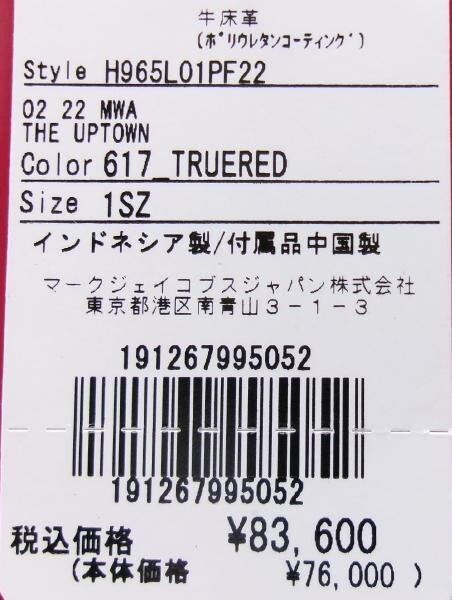 牛床革
(ﾎﾟﾘｳﾚﾀﾝｺｰﾃｨﾝｸﾞ)
Style H965L01PF22
02 22 MWA
THE UPTOWN
Color 617_TRUERED
Size 1SZ
インドネシア製/付属品中国製
マークジェイコブスジャパン株式会社
東京都港区南青山３－１－３
191267995052
191267995052
税込価格 ¥83,600
(本体価格 ¥76,000)